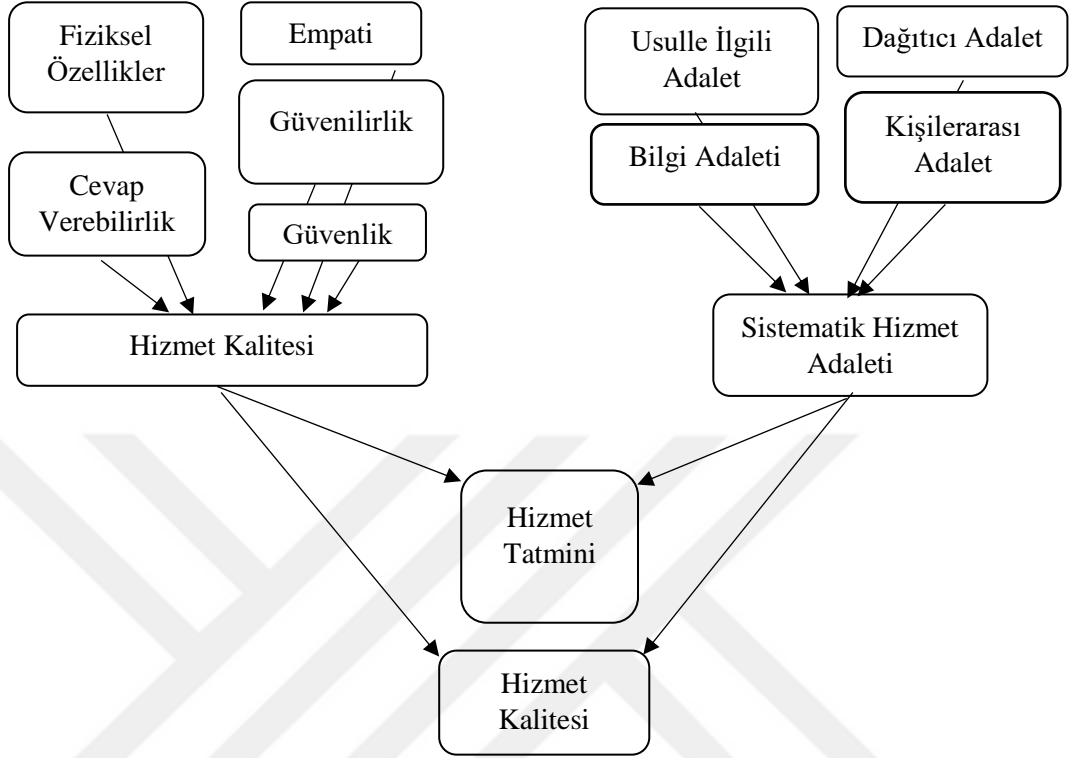 Fiziksel
Özellikler
Empati
Usulle İlgili
Adalet
Dağıtıcı Adalet
Güvenilirlik
Bilgi Adaleti
Kişilerarası
Adalet
Cevap
Verebilirlik
Güvenlik
Hizmet Kalitesi
Sistematik Hizmet
Adaleti
Hizmet
Tatmini
Hizmet
Kalitesi